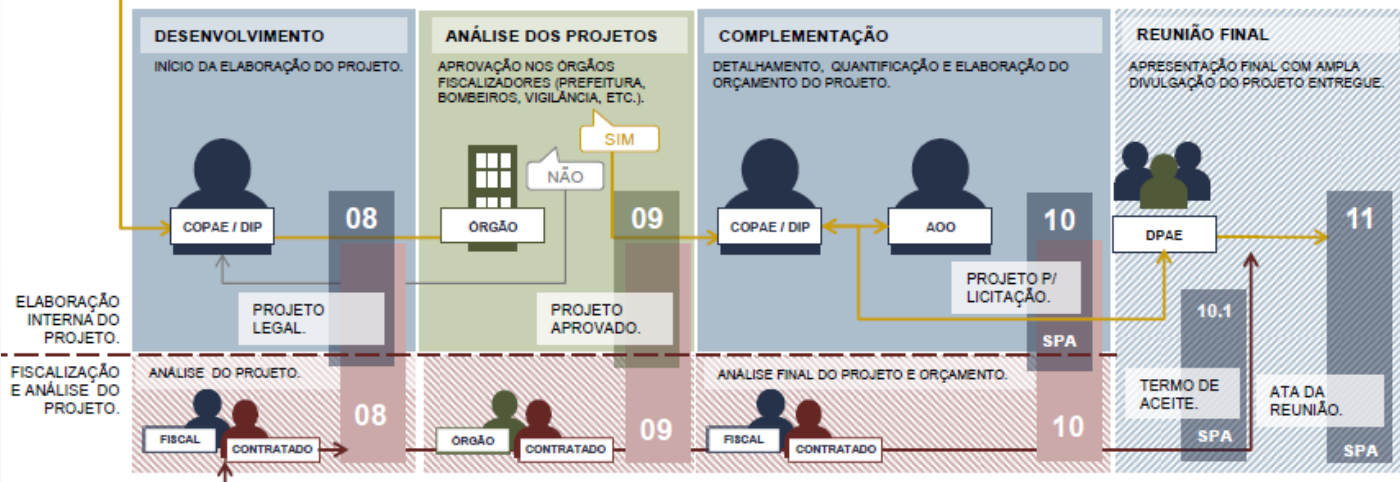 DESENVOLVIMENTO
INÍCIO DA ELABORAÇÃO DO PROJETO.
ANÁLISE DOS PROJETOS
APROVAÇÃO NOS ÓRGÃOS
FISCALIZADORES (PREFEITURA,
BOMBEIROS, VIGILÂNCIA, ETC.).
COMPLEMENTAÇÃO
DETALHAMENTO, QUANTIFICAÇÃO E ELABORAÇÃO DO
ORÇAMENTO DO PROJETO.
REUNIÃO FINAL
APRESENTAÇÃO FINAL COM AMPLA
DIVULGAÇÃO DO PROJETO ENTREGUE.
SIM
NÃO
COPAE / DIP
08
ÓRGÃO
09
COPAE / DIP
AOO
10
DPAE
11
PROJETO
LEGAL.
PROJETO
APROVADO.
PROJETO P/
LICITAÇÃO.
SPA
10.1
TERMO DE
ACEITE.
SPA
ATA DA
REUNIÃO.
SPA
ELABORAÇÃO
INTERNA DO
PROJETO.
FISCALIZAÇÃO
E ANÁLISE DO
PROJETO.
ANÁLISE DO PROJETO.
FISCAL
CONTRATADO
08
ÓRGÃO
CONTRATADO
09
ANÁLISE FINAL DO PROJETO E ORÇAMENTO.
FISCAL
CONTRATADO
10